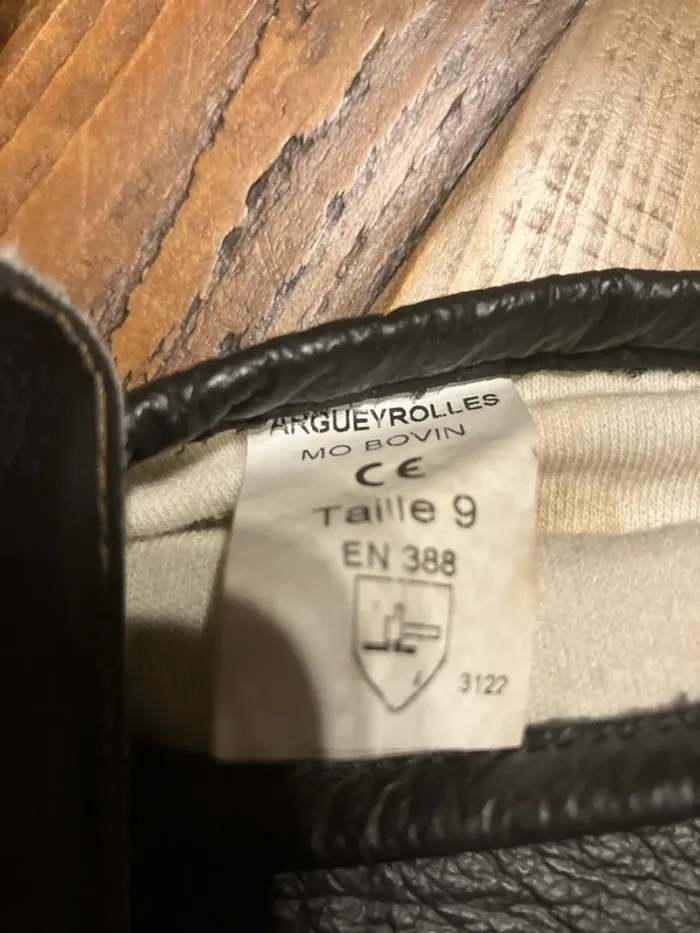 ARGUEYROLLES
MO BOVIN
CE
Taille 9
EN 388
3122